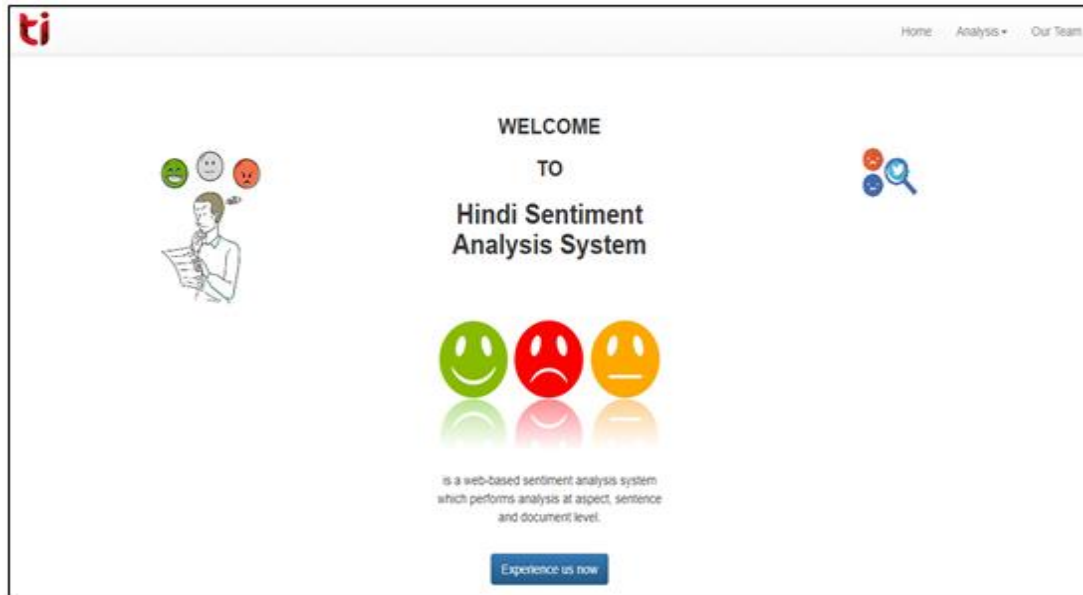 ti
Home Analysis Our Team
WELCOME
TO
Hindi Sentiment
Analysis System
is a web-based sentiment analysis system
which performs analysis at aspect, sentence
and document level.
Experience us now